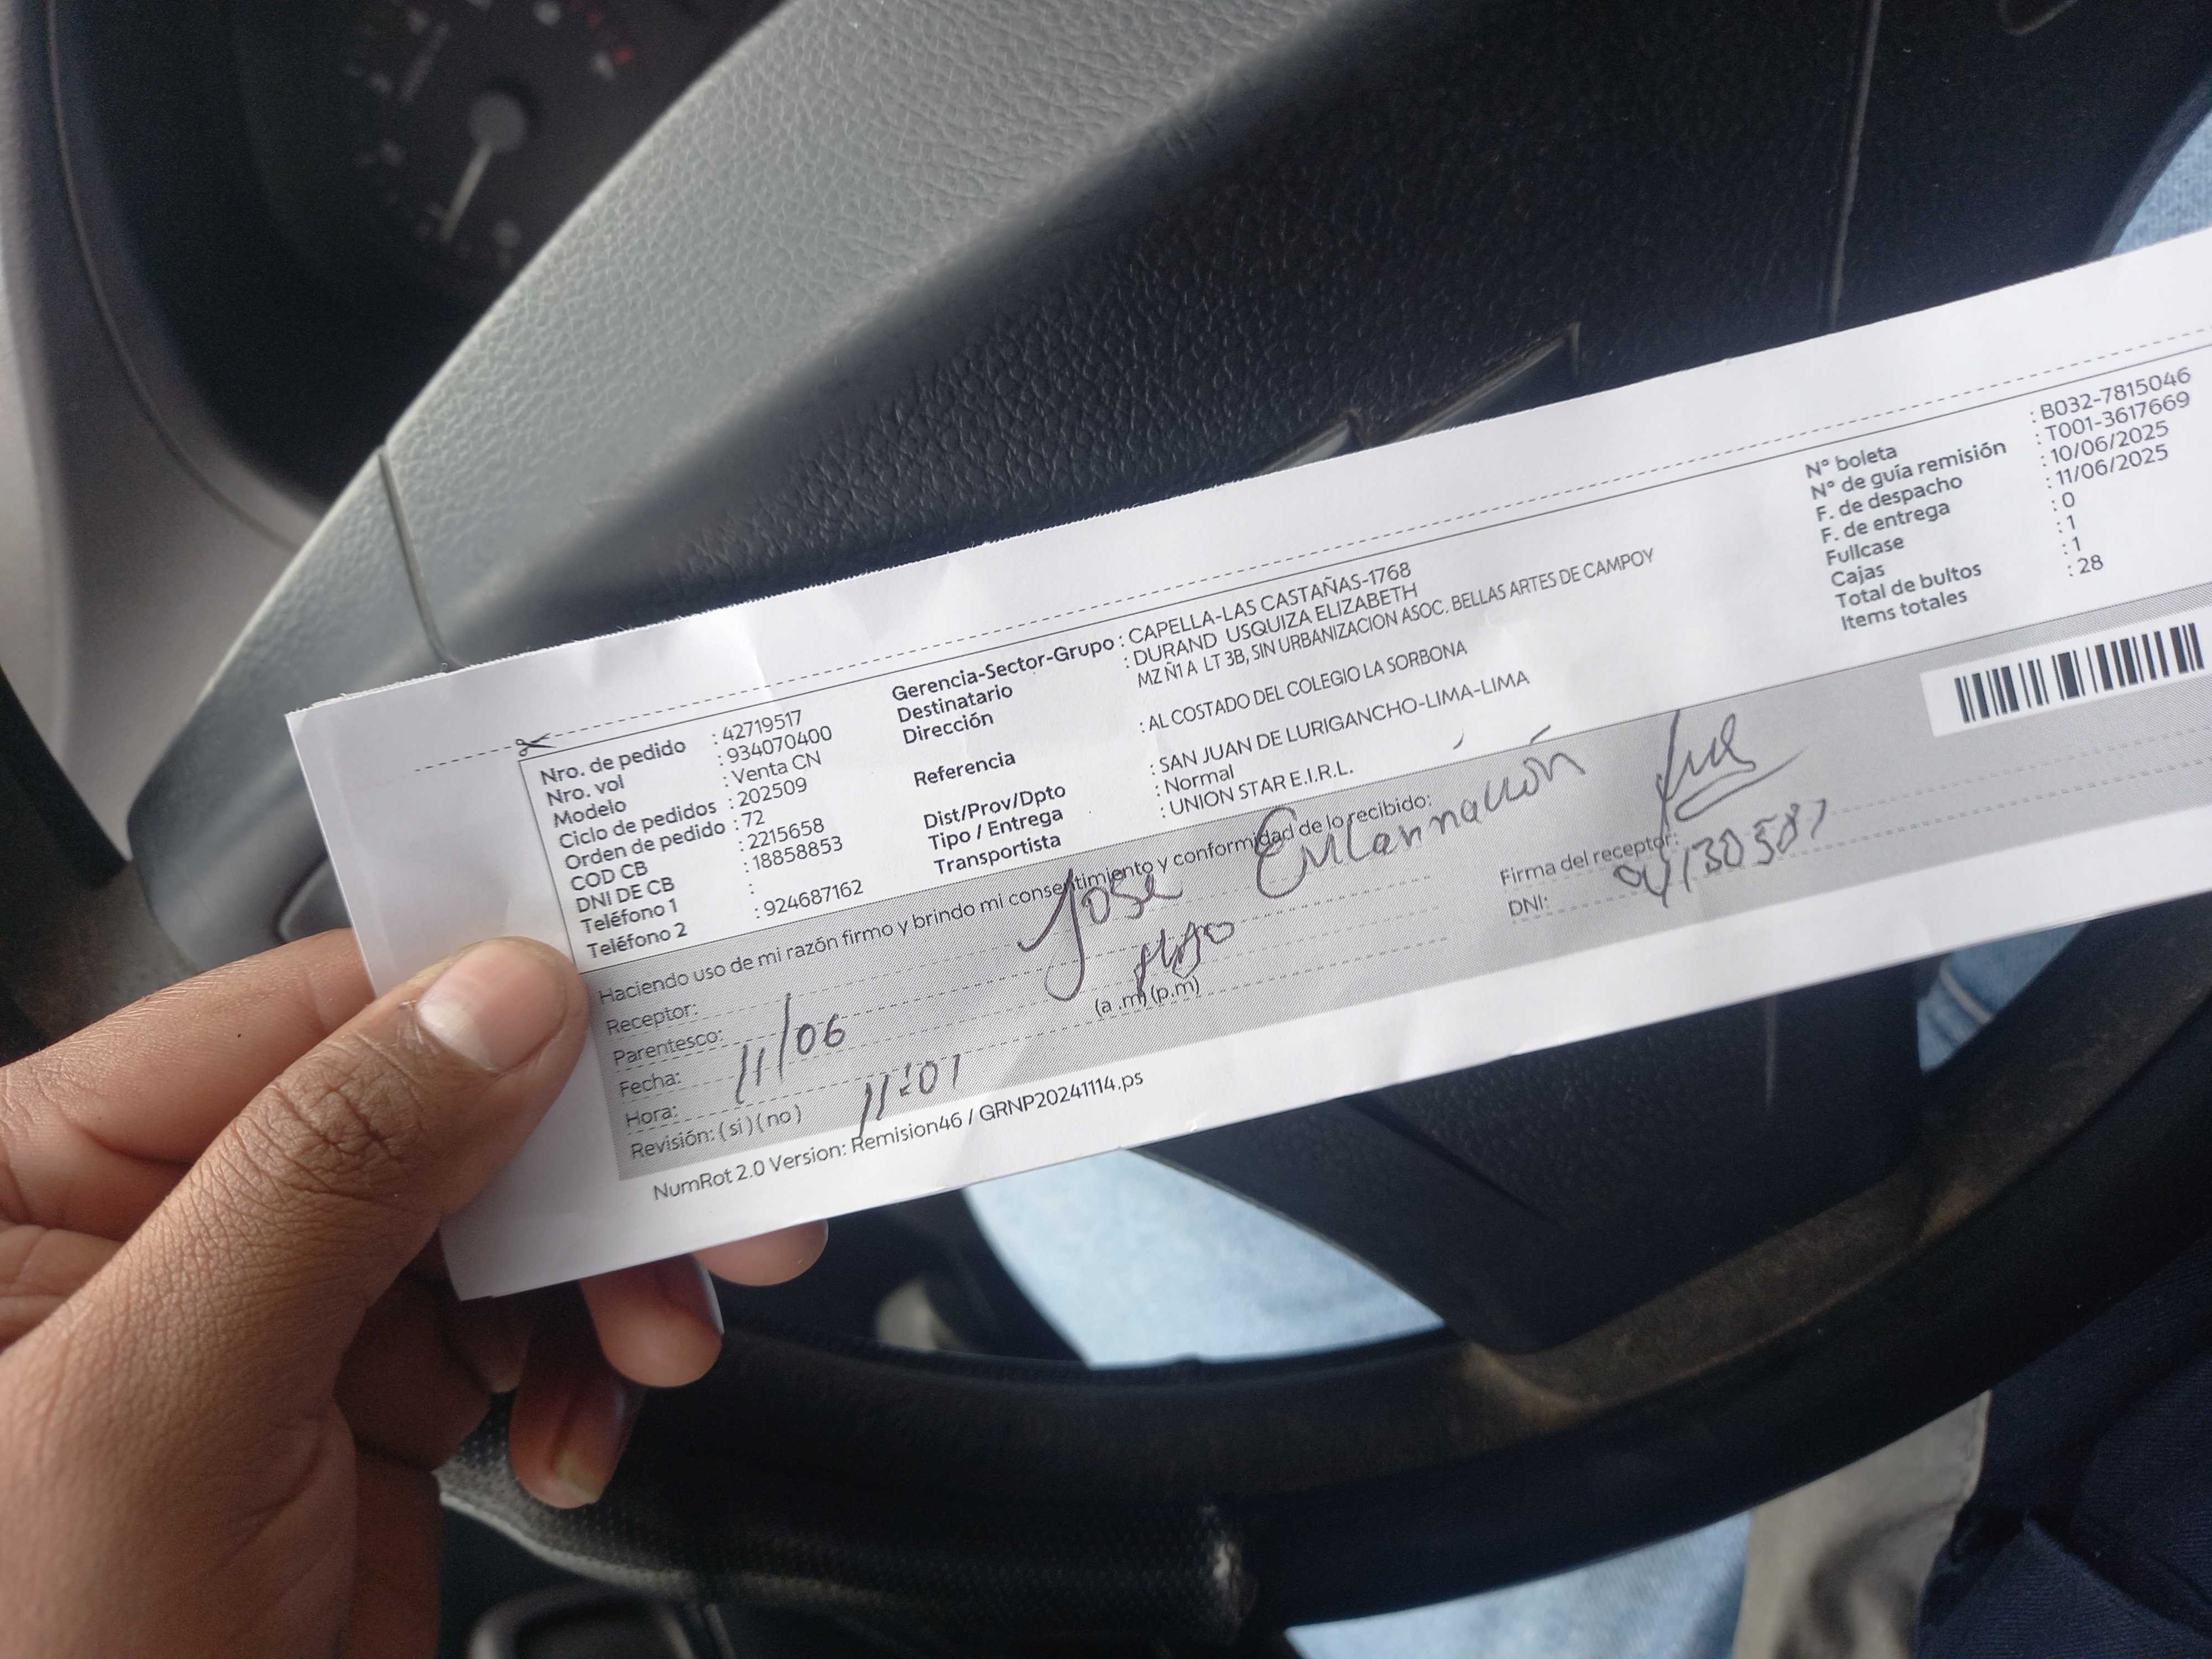 Nro. de pedido : 42719517
Nro. vol : 934070400
Modelo : Venta CN
Ciclo de pedidos : 202509
Orden de pedido : 72
COD CB : 2215658
DNI DE CB : 18858853
Teléfono 1 :
Teléfono 2 : 924687162
Gerencia-Sector-Grupo : CAPELLA-LAS CASTAÑAS-1768
Destinatario : DURAND USQUIZA ELIZABETH
Dirección MZ Ñ1 A LT 3B, SIN URBANIZACION ASOC. BELLAS ARTES DE CAMPOY
Referencia : AL COSTADO DEL COLEGIO LA SORBONA
Dist/Prov/Dpto : SAN JUAN DE LURIGANCHO-LIMA-LIMA
Tipo / Entrega : Normal
Transportista : UNION STAR E.I.R.L.
N° boleta : B032-7815046
N° de guía remisión : T001-3617669
F. de despacho : 10/06/2025
F. de entrega : 11/06/2025
Fullcase : 0
Cajas : 1
Total de bultos : 1
Items totales : 28
Haciendo uso de mi razón firmo y brindo mi consentimiento y conformidad de lo recibido:
Receptor: Jose Encarnación
Parentesco:
Fecha: 11/06
Hora: 11:01 (a.m) (p.m)
Revisión: (si) (no)
Firma del receptor:
DNI:
NumRot 2.0 Version: Remision46 / GRNP20241114.ps